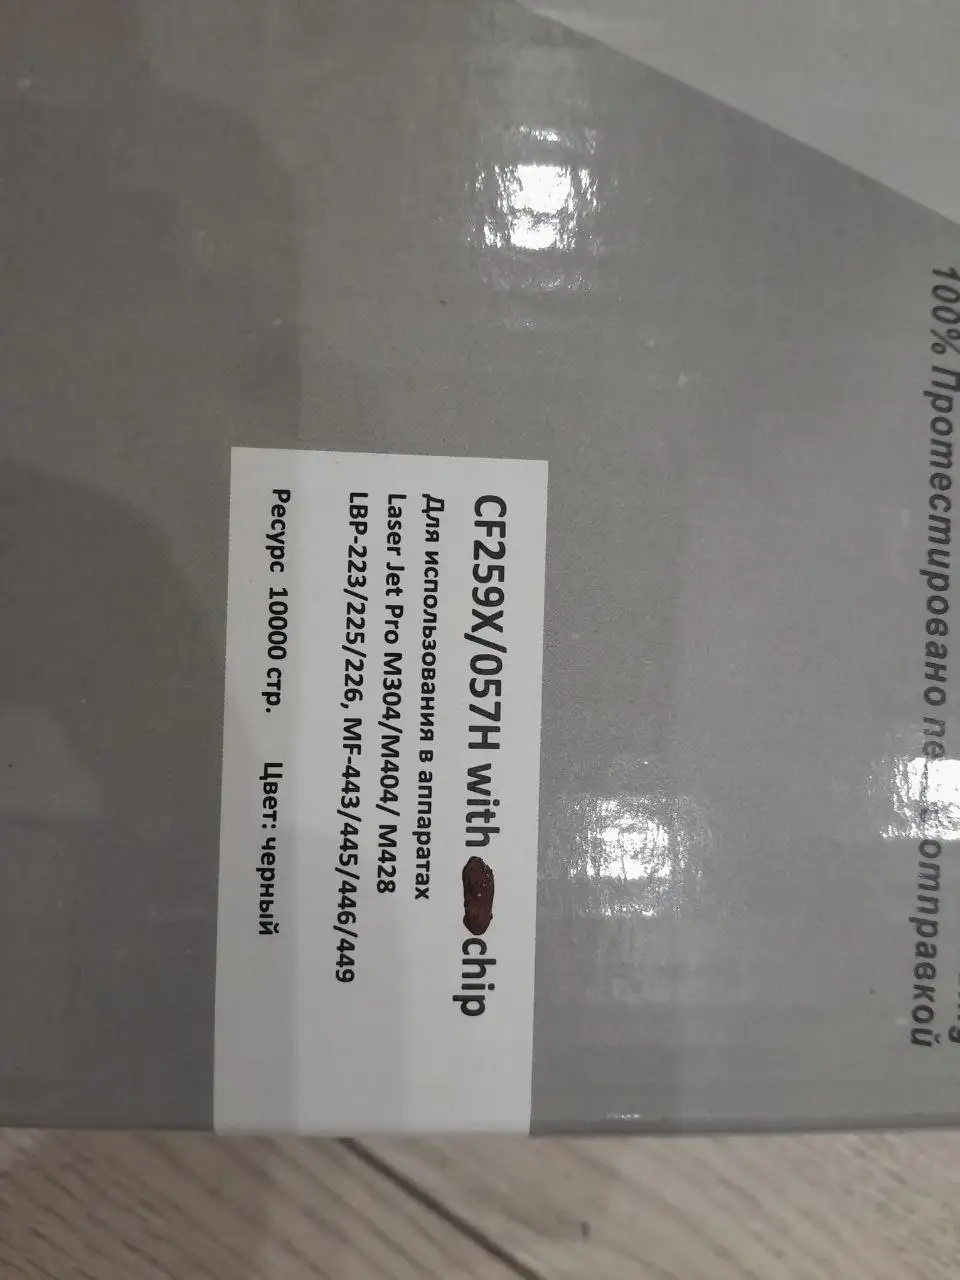 100% Протестировано отправкой
CF259X/057H with chip
Для использования в аппаратах
Laser Jet Pro M304/M404/ M428
LBP-223/225/226, MF-443/445/446/449
Ресурс 10000 стр. Цвет: черный